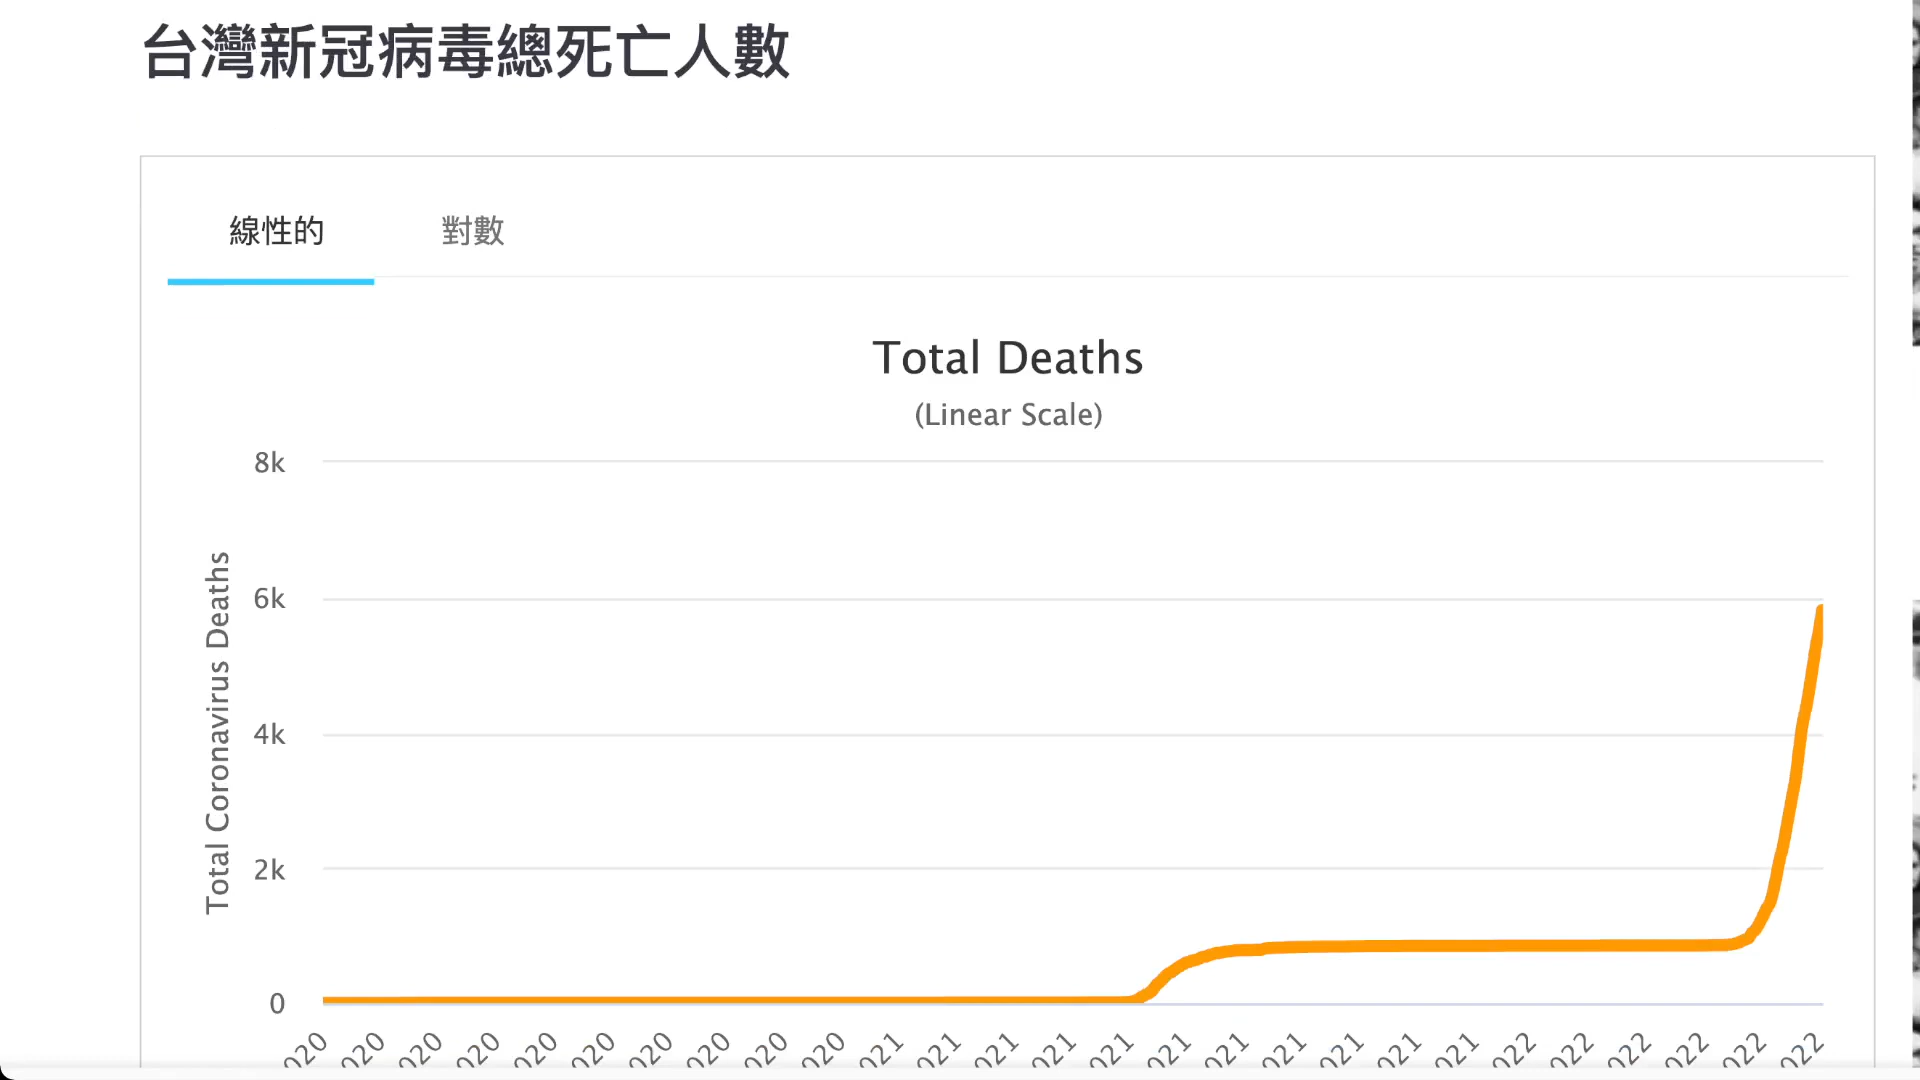 台灣新冠病毒總死亡人數
線性的 對數
Total Deaths
(Linear Scale)
Total Coronavirus Deaths
8k
6k
4k
2k
0